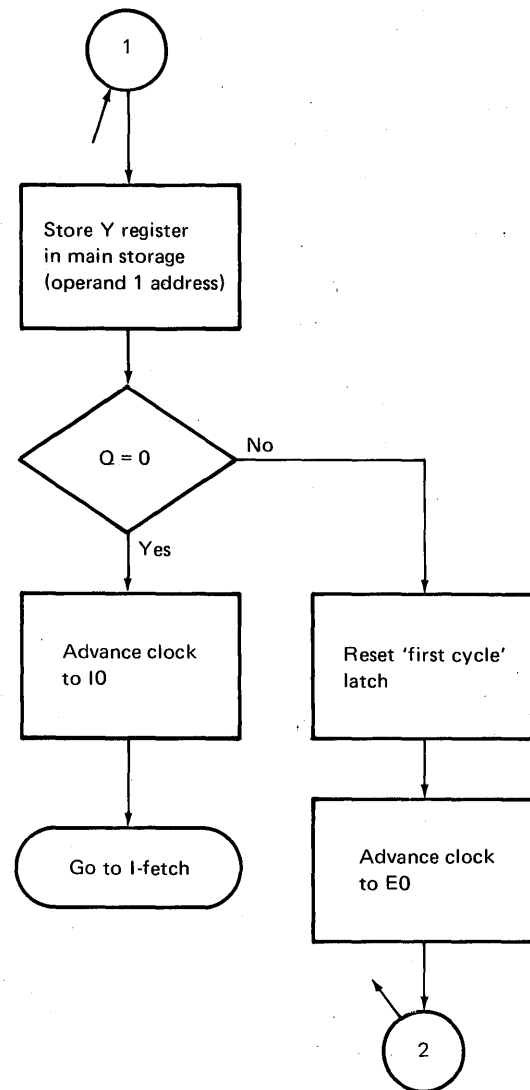 1
Store Y register
in main storage
(operand 1 address)
Q = 0
No
Yes
Advance clock
to I0
Reset ‘first cycle’
latch
Go to I-fetch
Advance clock
to E0
2